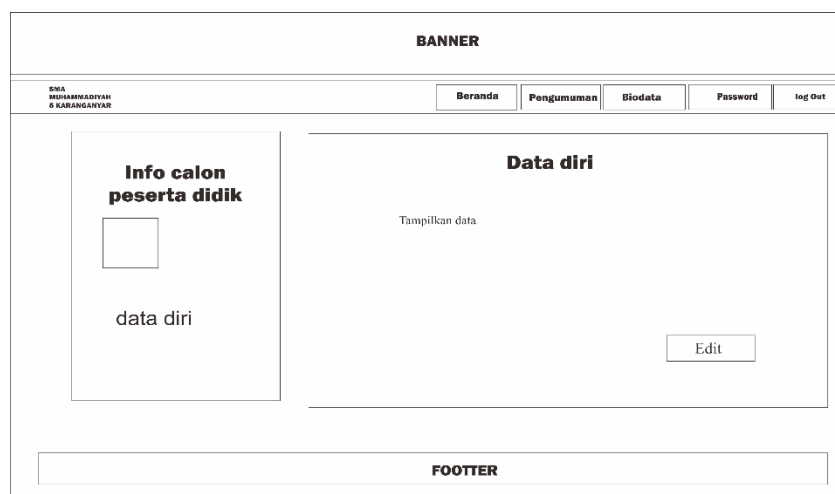 BANNER
SMA
MUHAMMADIYAH
8 KARANGANYAR
Beranda
Pengumuman
Biodata
Password
log Out
Info calon
peserta didik
data diri
Data diri
Tampilkan data
Edit
FOOTTER